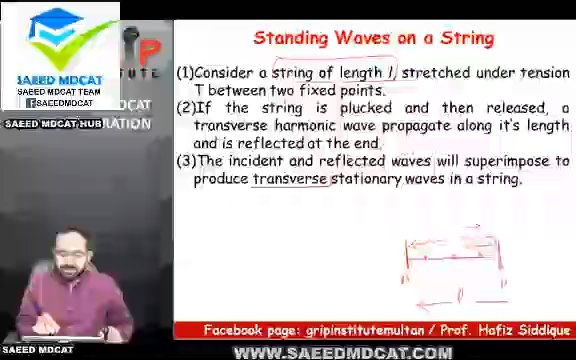 Standing Waves on a String
(1)Consider a string of length l, stretched under tension
T between two fixed points.
(2)If the string is plucked and then released, a
transverse harmonic wave propagate along it's length
and is reflected at the end.
(3)The incident and reflected waves will superimpose to
produce transverse stationary waves in a string.
SAEED MDCAT
SAEED MDCAT TEAM
f/SAEEDMDCAT
SAEED MDCAT HUB
l
Facebook page: gripinstitutemultan / Prof. Hafiz Siddique
WWW.SAEEDMDCAT.COM